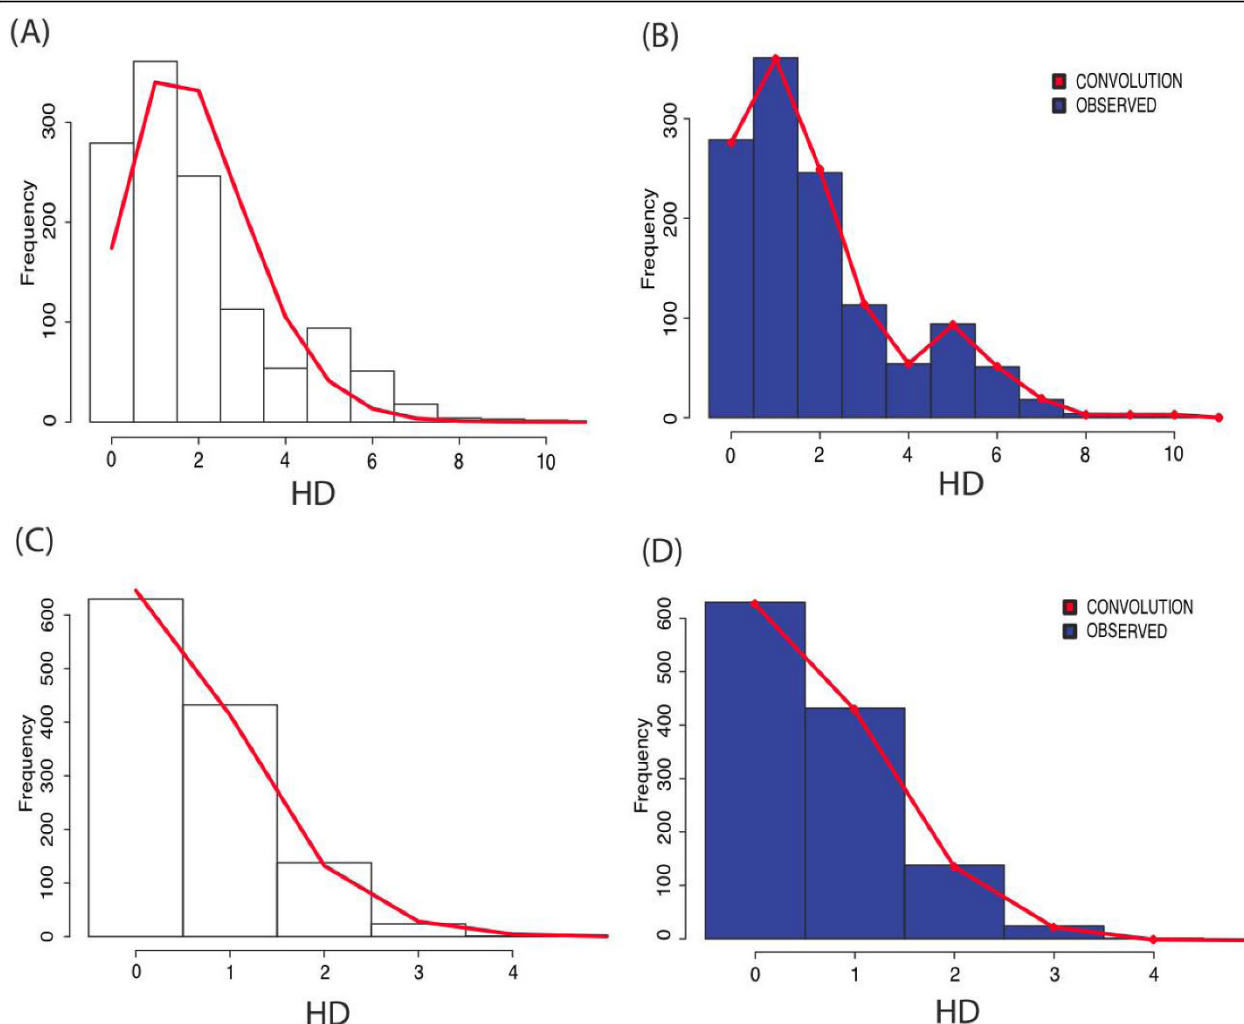 (A)
Frequency
0 100 200 300
0 2 4 6 8 10
HD
(B)
CONVOLUTION
OBSERVED
Frequency
0 100 200 300
0 2 4 6 8 10
HD
(C)
Frequency
0 100 200 300 400 500 600
0 1 2 3 4
HD
(D)
CONVOLUTION
OBSERVED
Frequency
0 100 200 300 400 500 600
0 1 2 3 4
HD